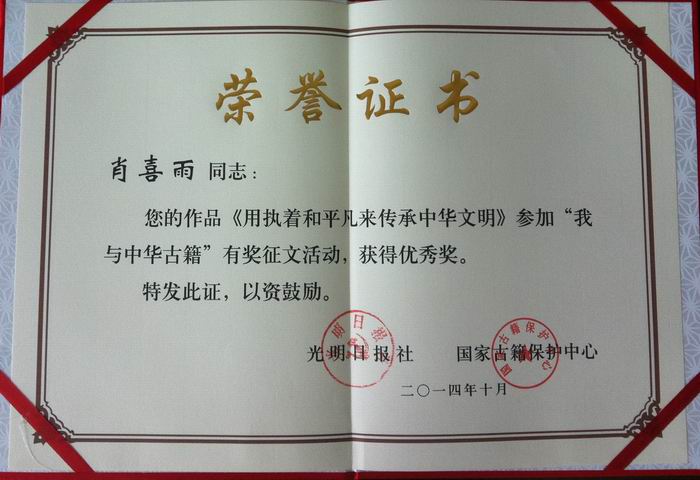 荣誉证书
肖喜雨 同志：
您的作品《用执着和平凡来传承中华文明》参加“我
与中华古籍”有奖征文活动，获得优秀奖。
特发此证，以资鼓励。
光明日报社 国家古籍保护中心
二〇一四年十月